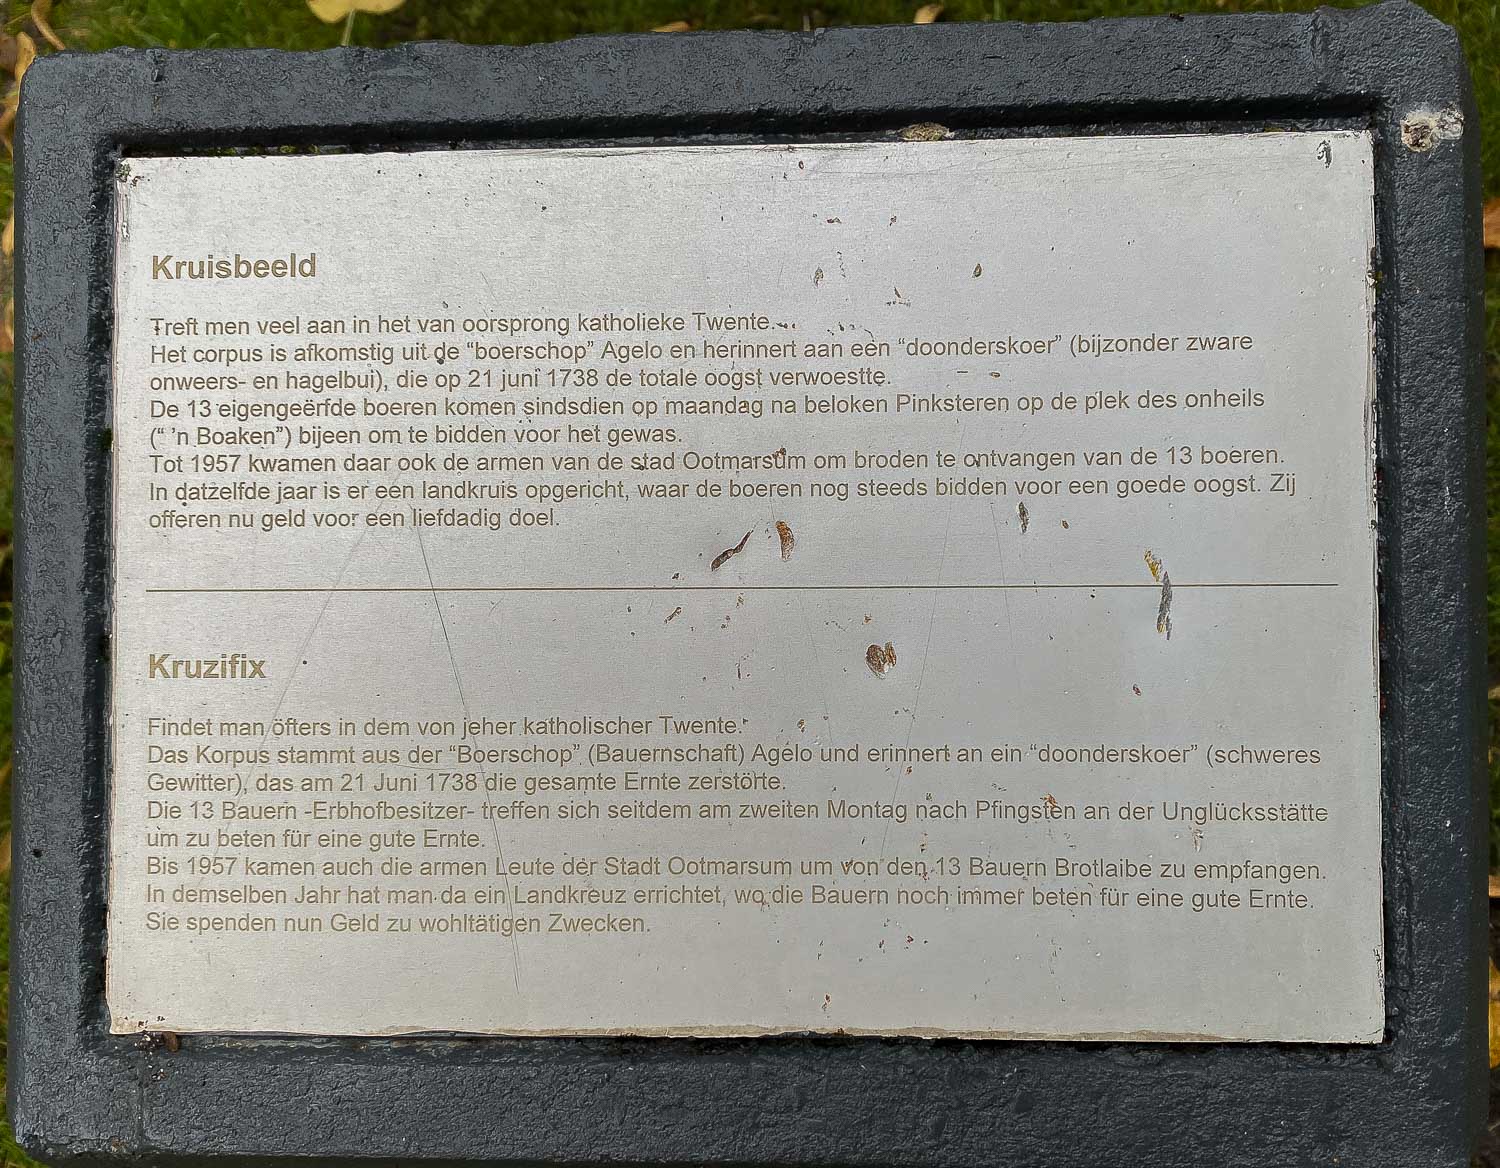 Kruisbeeld
Treft men veel aan in het van oorsprong katholieke Twente.
Het corpus is afkomstig uit de “boerschop” Agelo en herinnert aan een “doonderskoer” (bijzonder zware
onweers- en hagelbui), die op 21 juni 1738 de totale oogst verwoestte.
De 13 eigengeërfde boeren komen sindsdien op maandag na beloken Pinksteren op de plek des onheils
(“ ’n Boaken”) bijeen om te bidden voor het gewas.
Tot 1957 kwamen daar ook de armen van de stad Ootmarsum om broden te ontvangen van de 13 boeren.
In datzelfde jaar is er een landkruis opgericht, waar de boeren nog steeds bidden voor een goede oogst. Zij
offeren nu geld voor een liefdadig doel.
Kruzifix
Findet man öfters in dem von jeher katholischer Twente.
Das Korpus stammt aus der “Boerschop” (Bauernschaft) Agelo und erinnert an ein “doonderskoer” (schweres
Gewitter), das am 21 Juni 1738 die gesamte Ernte zerstörte.
Die 13 Bauern -Erbhofbesitzer- treffen sich seitdem am zweiten Montag nach Pfingsten an der Unglücksstätte
um zu beten für eine gute Ernte.
Bis 1957 kamen auch die armen Leute der Stadt Ootmarsum um von den 13 Bauern Brotlaibe zu empfangen.
In demselben Jahr hat man da ein Landkreuz errichtet, wo die Bauern noch immer beten für eine gute Ernte.
Sie spenden nun Geld zu wohltätigen Zwecken.